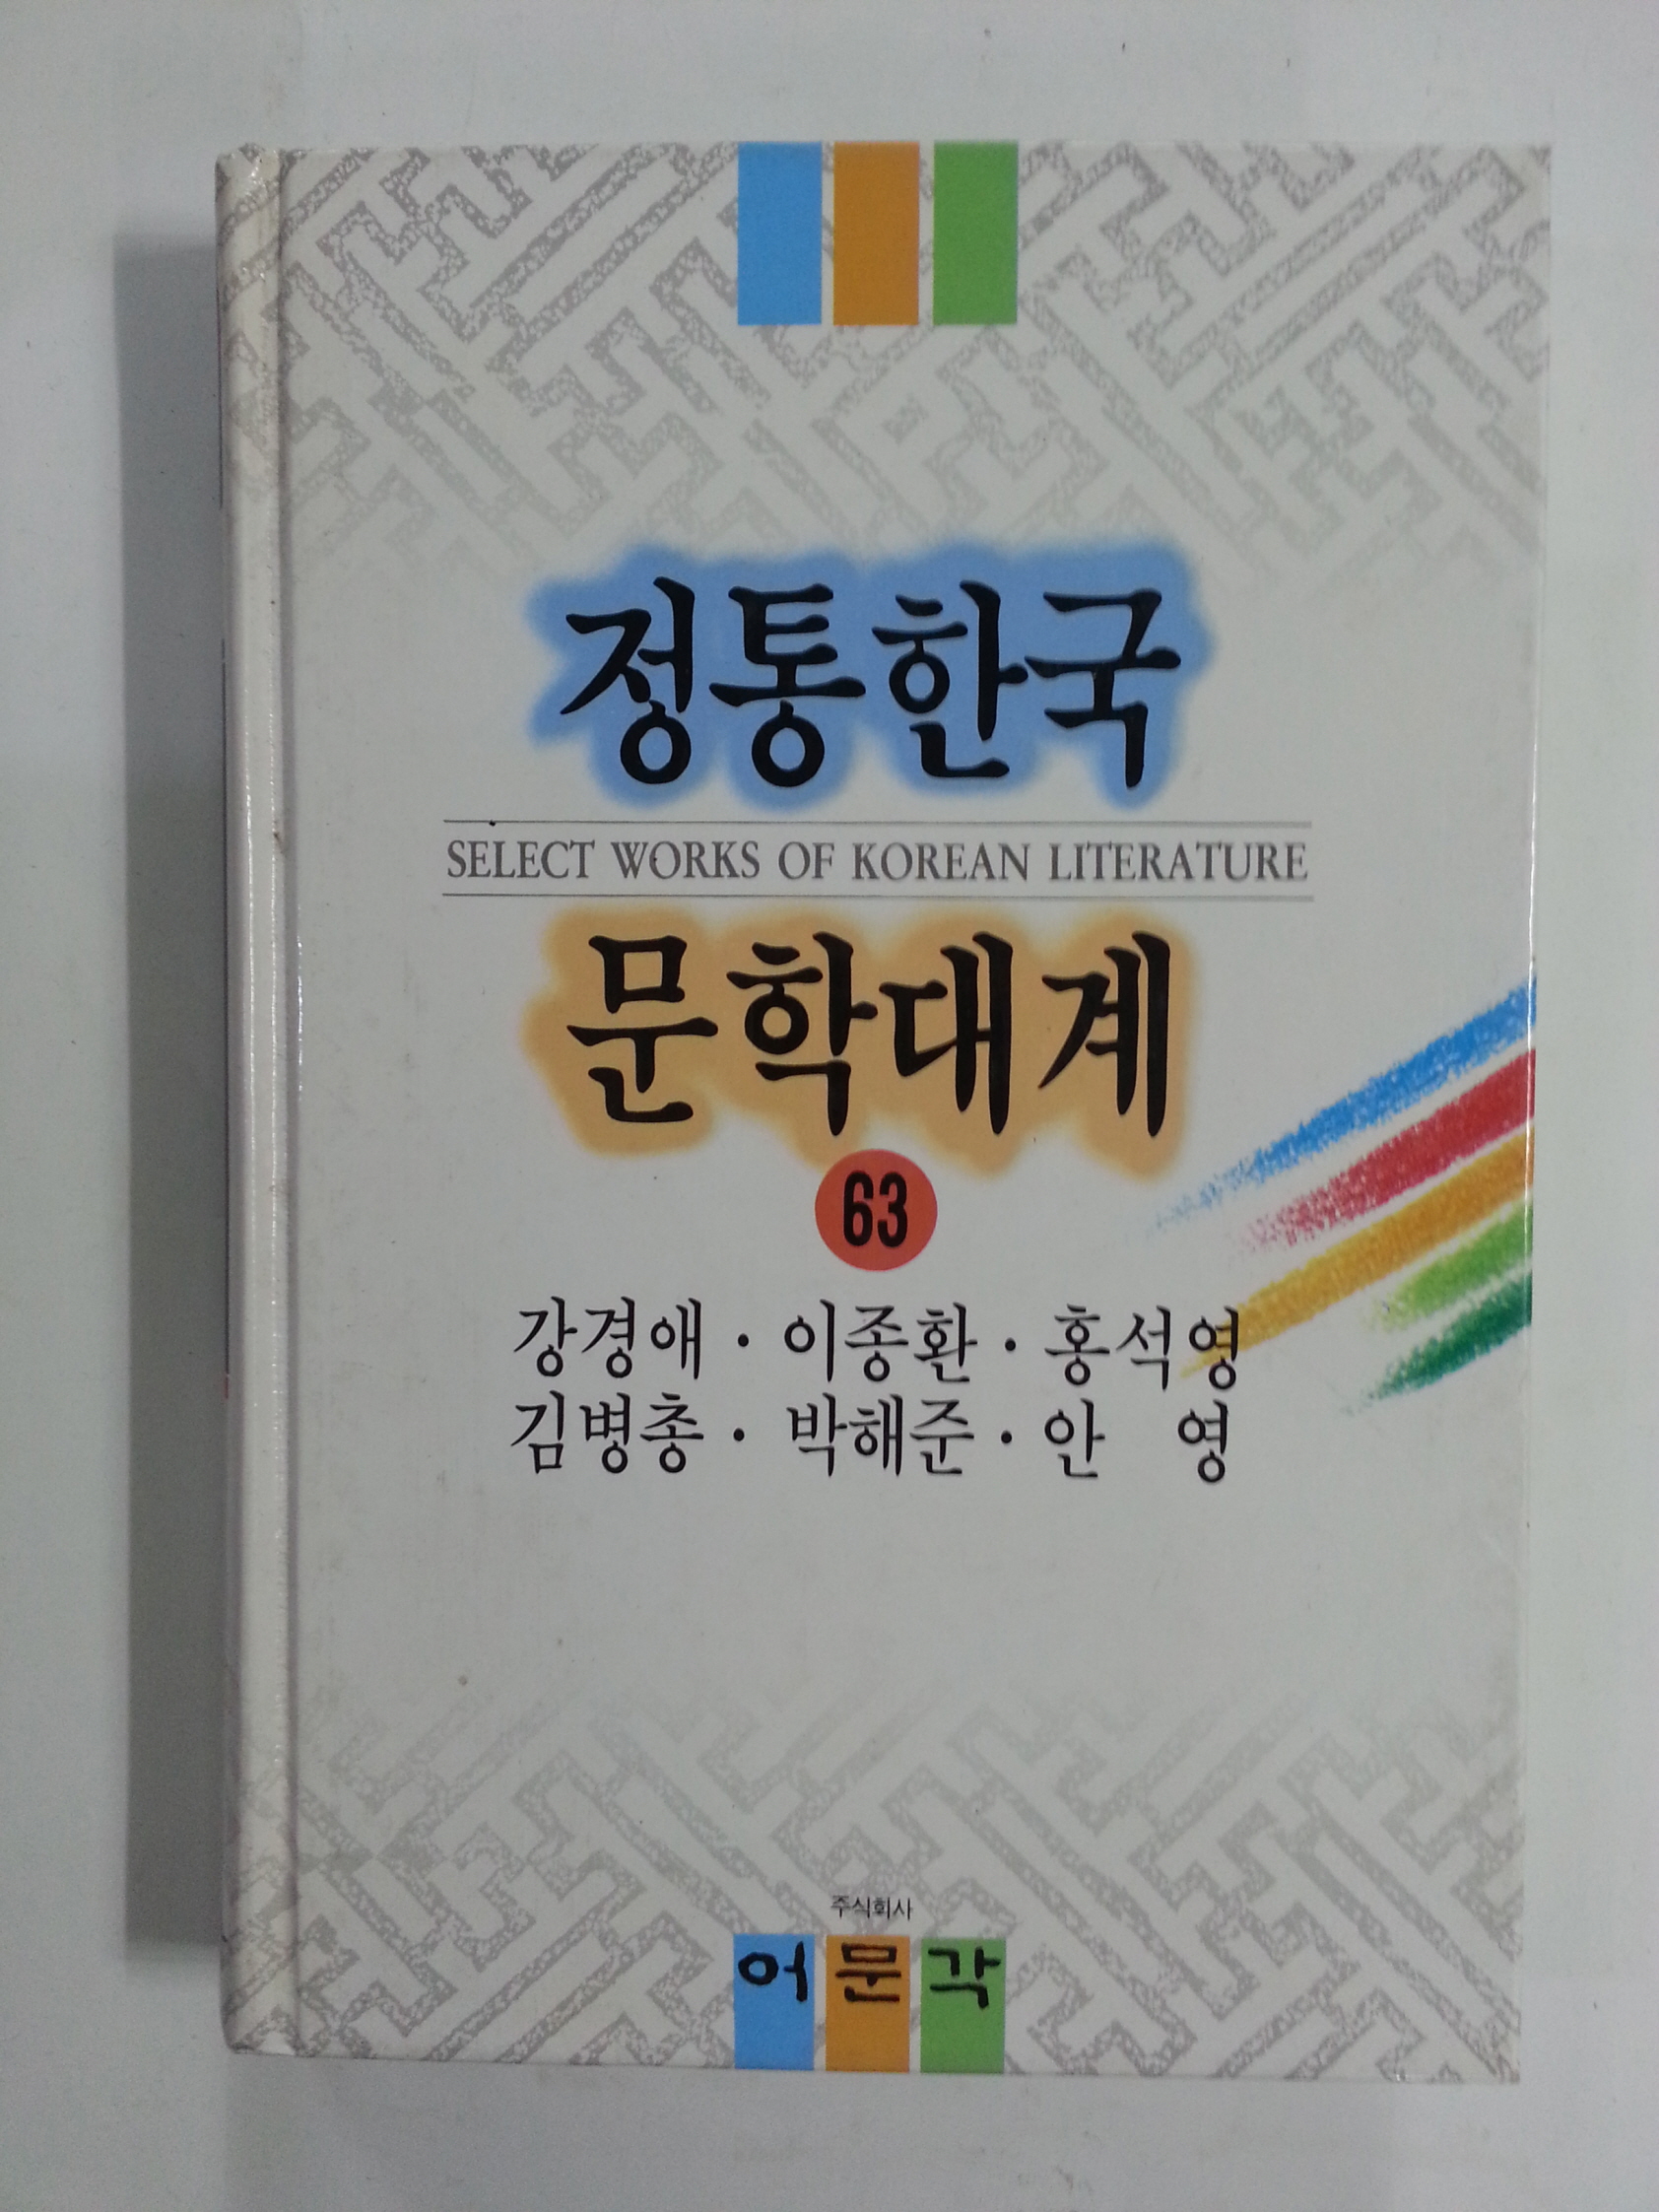 정통한국
SELECT WORKS OF KOREAN LITERATURE
문학대계
63
강경애 · 이종환 · 홍석영
김병총 · 박해준 · 안 영
주식회사
어문각